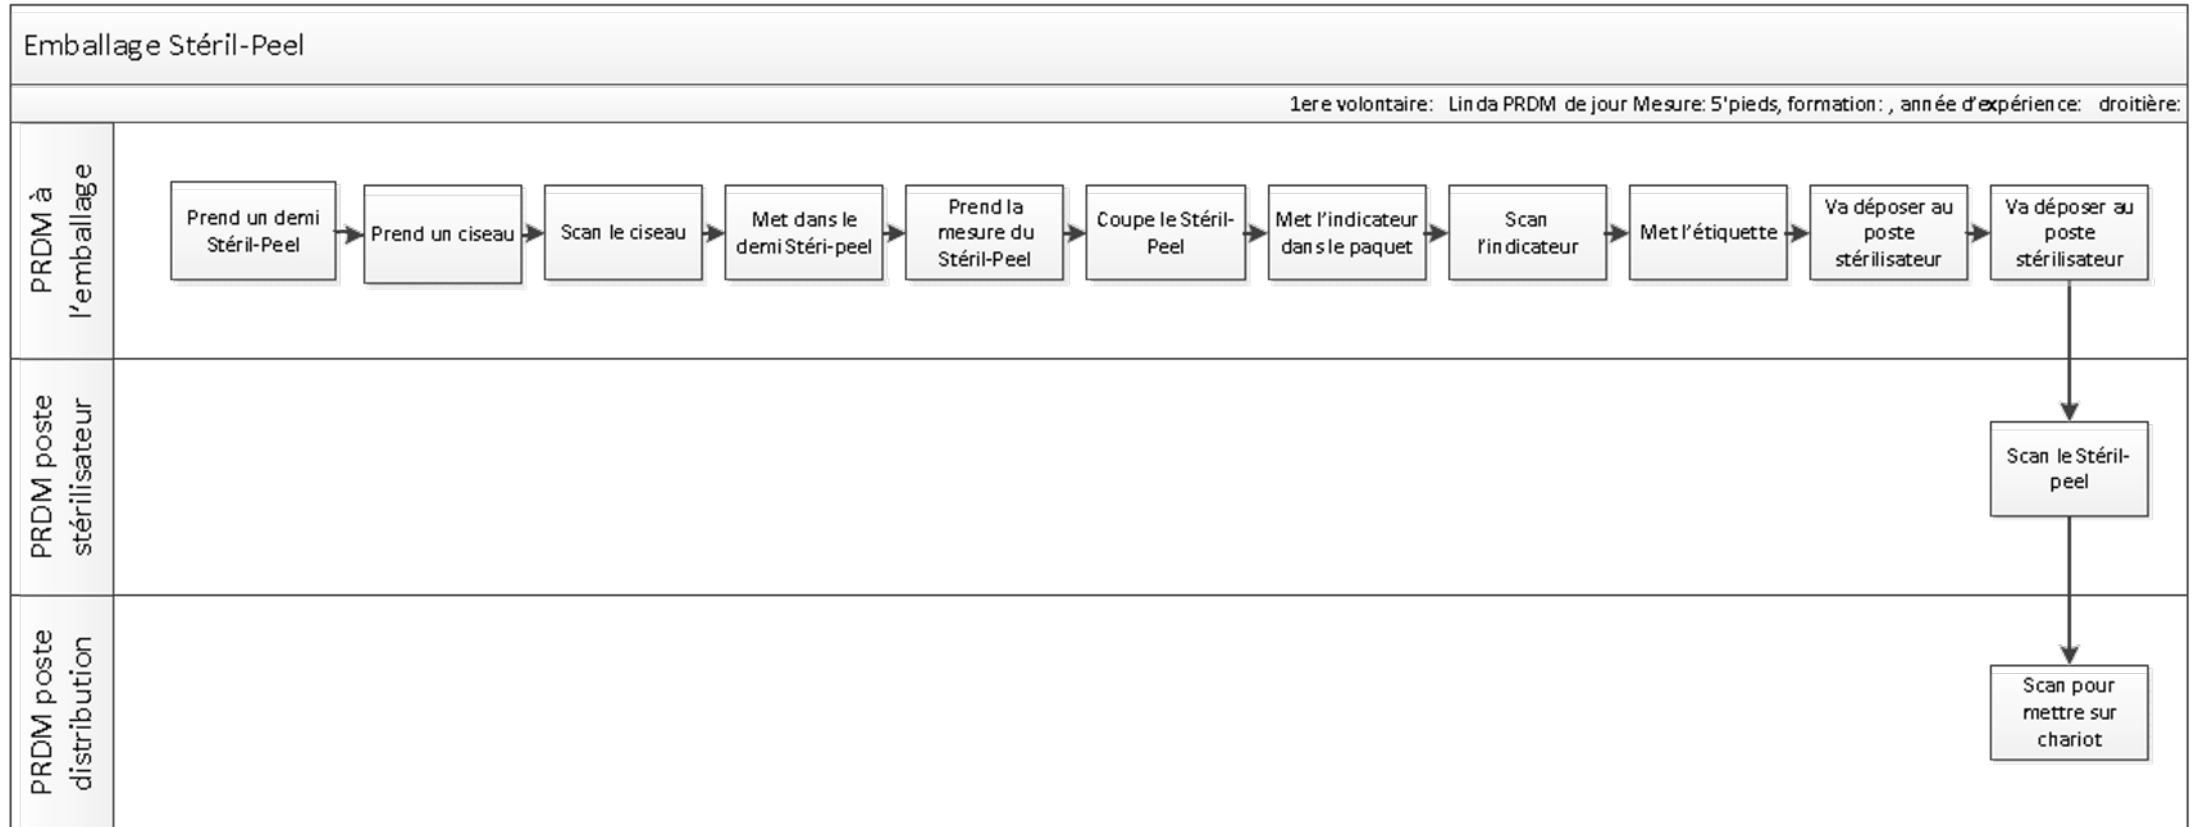 Emballage Stéril-Peel
1ere volontaire: Linda PRDM de jour Mesure: 5'pieds, formation: , année d'expérience: droitière:
PRDM à
l'emballage
Prend un demi
Stéril-Peel
Prend un ciseau
Scan le ciseau
Met dans le
demi Stéri-peel
Prend la
mesure du
Stéril-Peel
Coupe le Stéril-
Peel
Met l'indicateur
dans le paquet
Scan
l'indicateur
Met l'étiquette
Va déposer au
poste
stérilisateur
Va déposer au
poste
stérilisateur
PRDM poste
stérilisateur
Scan le Stéril-
peel
PRDM poste
distribution
Scan pour
mettre sur
chariot